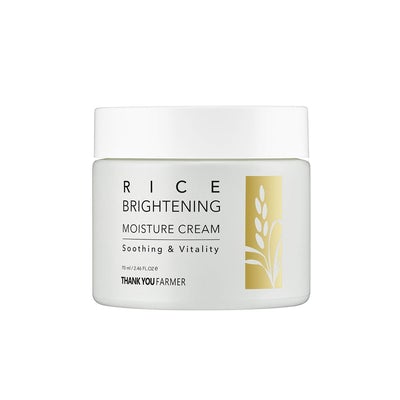 RICE
BRIGHTENING
MOISTURE CREAM
Soothing & Vitality
70 ml / 2.46 FL.OZ ℮
THANK YOU FARMER